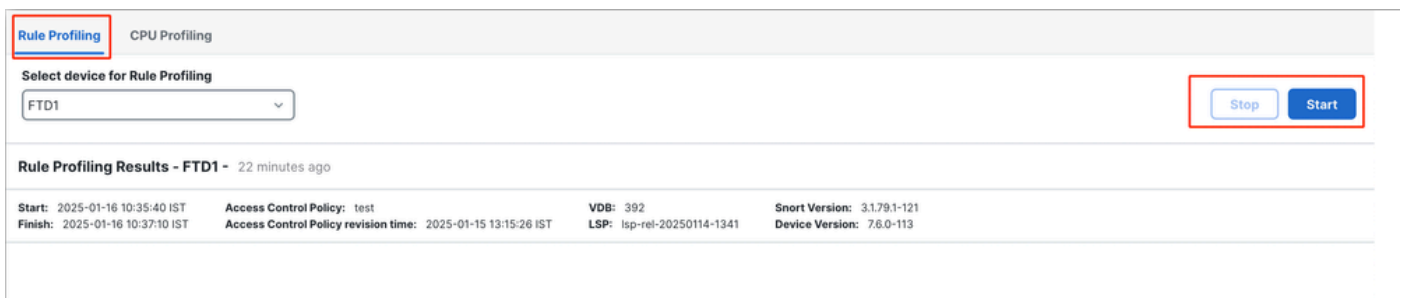 Rule Profiling CPU Profiling
Select device for Rule Profiling
FTD1
Stop Start
Rule Profiling Results - FTD1 - 22 minutes ago
Start: 2025-01-16 10:35:40 IST Access Control Policy: test VDB: 392 Snort Version: 3.1.79.1-121
Finish: 2025-01-16 10:37:10 IST Access Control Policy revision time: 2025-01-15 13:15:26 IST LSP: lsp-rel-20250114-1341 Device Version: 7.6.0-113